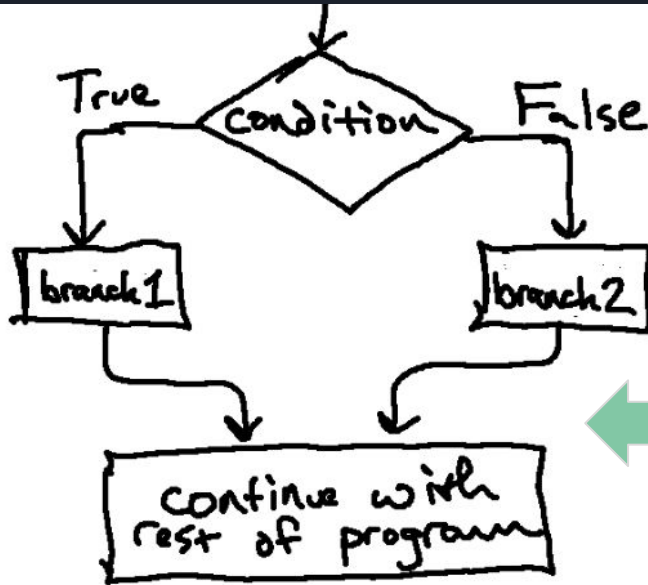 True
condition
False
branch1
branch2
continue with
rest of program